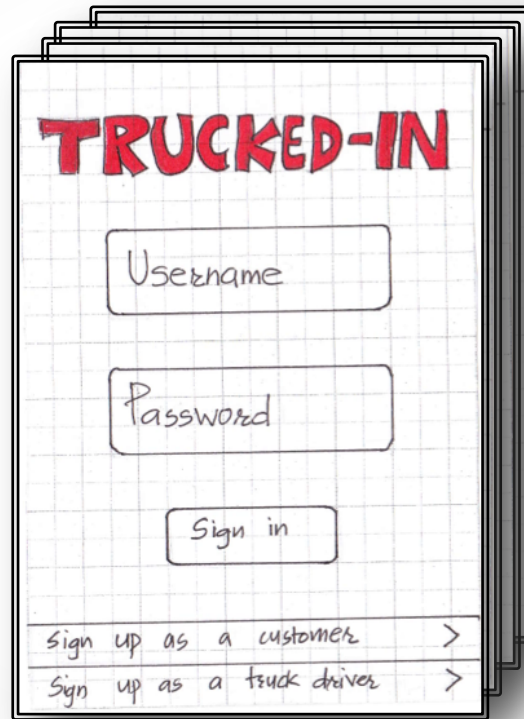 TRUCKED-IN
Username
Password
Sign in
Sign up as a customer >
Sign up as a truck driver >